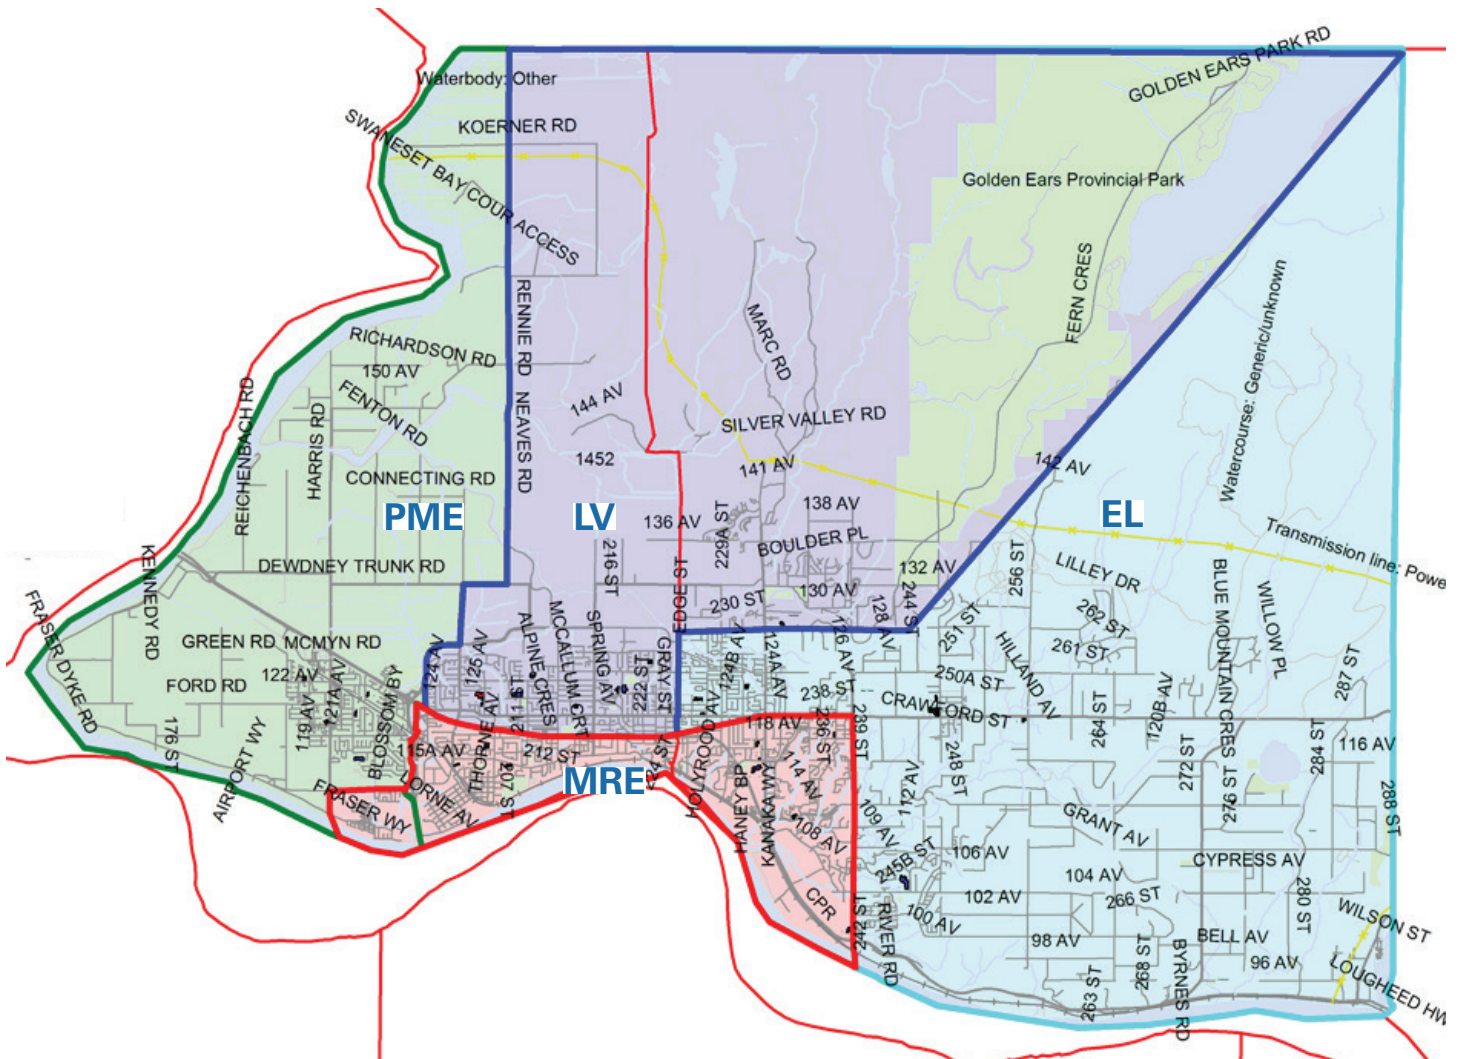 GOLDEN EARS PARK RD
Waterbody: Other
KOERNER RD
SWANESET BAY COUR ACCESS
Golden Ears Provincial Park
FERN CRES
MARC RD
RENNIE RD
NEAVES RD
RICHARDSON RD
150 AV
FENTON RD
HARRIS RD
REICHENBACH RD
CONNECTING RD
144 AV
SILVER VALLEY RD
1452
141 AV
142 AV
Watercourse: Generic/unknown
PME
LV
EL
136 AV
229A ST
138 AV
BOULDER PL
216 ST
EDGE ST
Transmission line: Powe
DEWDNEY TRUNK RD
KENNEDY RD
FRASER DYKE RD
132 AV
130 AV
230 ST
128 AV
244 ST
256 ST
LILLEY DR
262 ST
261 ST
251 ST
250A ST
HILLAND AV
BLUE MOUNTAIN CRES
WILLOW PL
287 ST
GREEN RD
MCMYN RD
122 AV
FORD RD
119 AV
121A AV
BLOSSOM BY
124 AV
125 AV
ALPINE CRES
MCCALLUM CRT
SPRING AV
222 ST
GRAY ST
124B AV
124A AV
126 AV
238 ST
CRAWFORD ST
264 ST
120B AV
284 ST
116 AV
176 ST
AIRPORT WY
115A AV
THORNE AV
212 ST
207 ST
LORNE AV
FRASER WY
MRE
224 ST
HOLYROOD AV
118 AV
236 ST
239 ST
HANEY BP
KANAKA WY
114 AV
108 AV
109 AV
112 AV
248 ST
272 ST
276 ST
288 ST
GRANT AV
CYPRESS AV
106 AV
245B ST
104 AV
102 AV
266 ST
280 ST
CPR
242 ST
RIVER RD
100 AV
98 AV
BELL AV
96 AV
WILSON ST
LOUGHEED HW
263 ST
268 ST
BYRNES RD